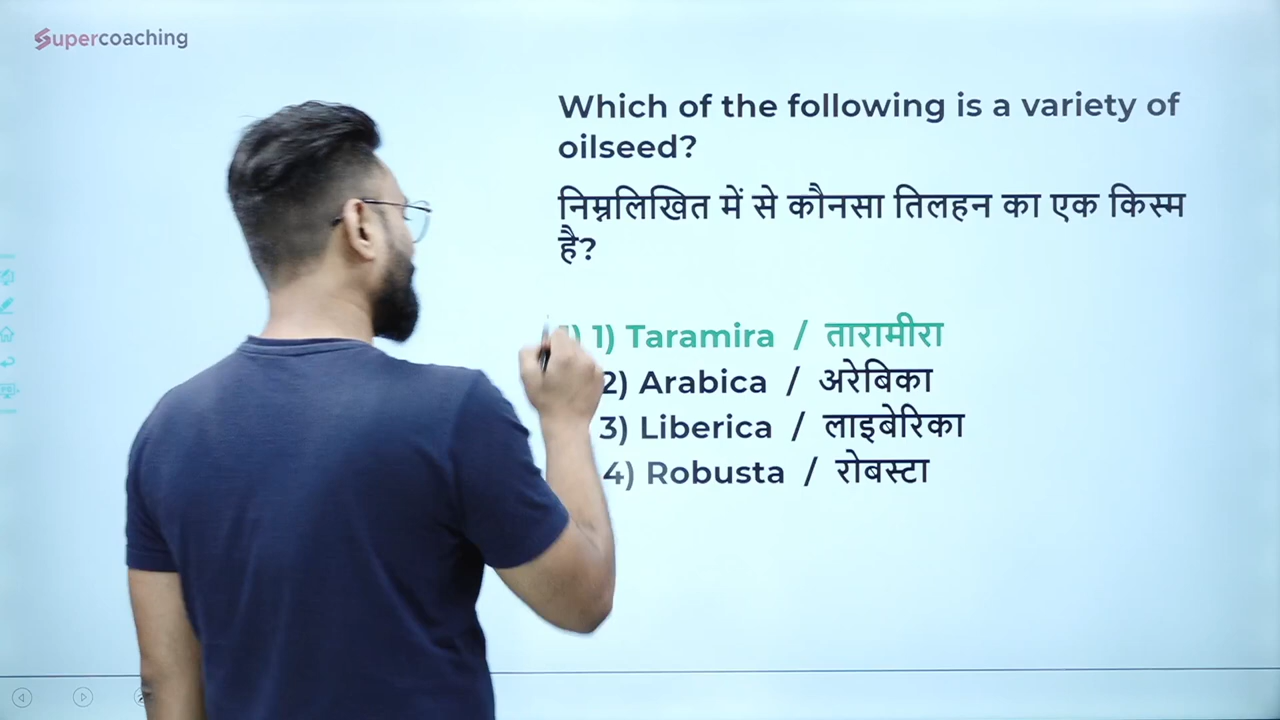 Supercoaching
Which of the following is a variety of
oilseed?
निम्नलिखित में से कौनसा तिलहन का एक किस्म
है?
1) Taramira / तारामीरा
2) Arabica / अरेबिका
3) Liberica / लाइबेरिका
4) Robusta / रोबस्टा